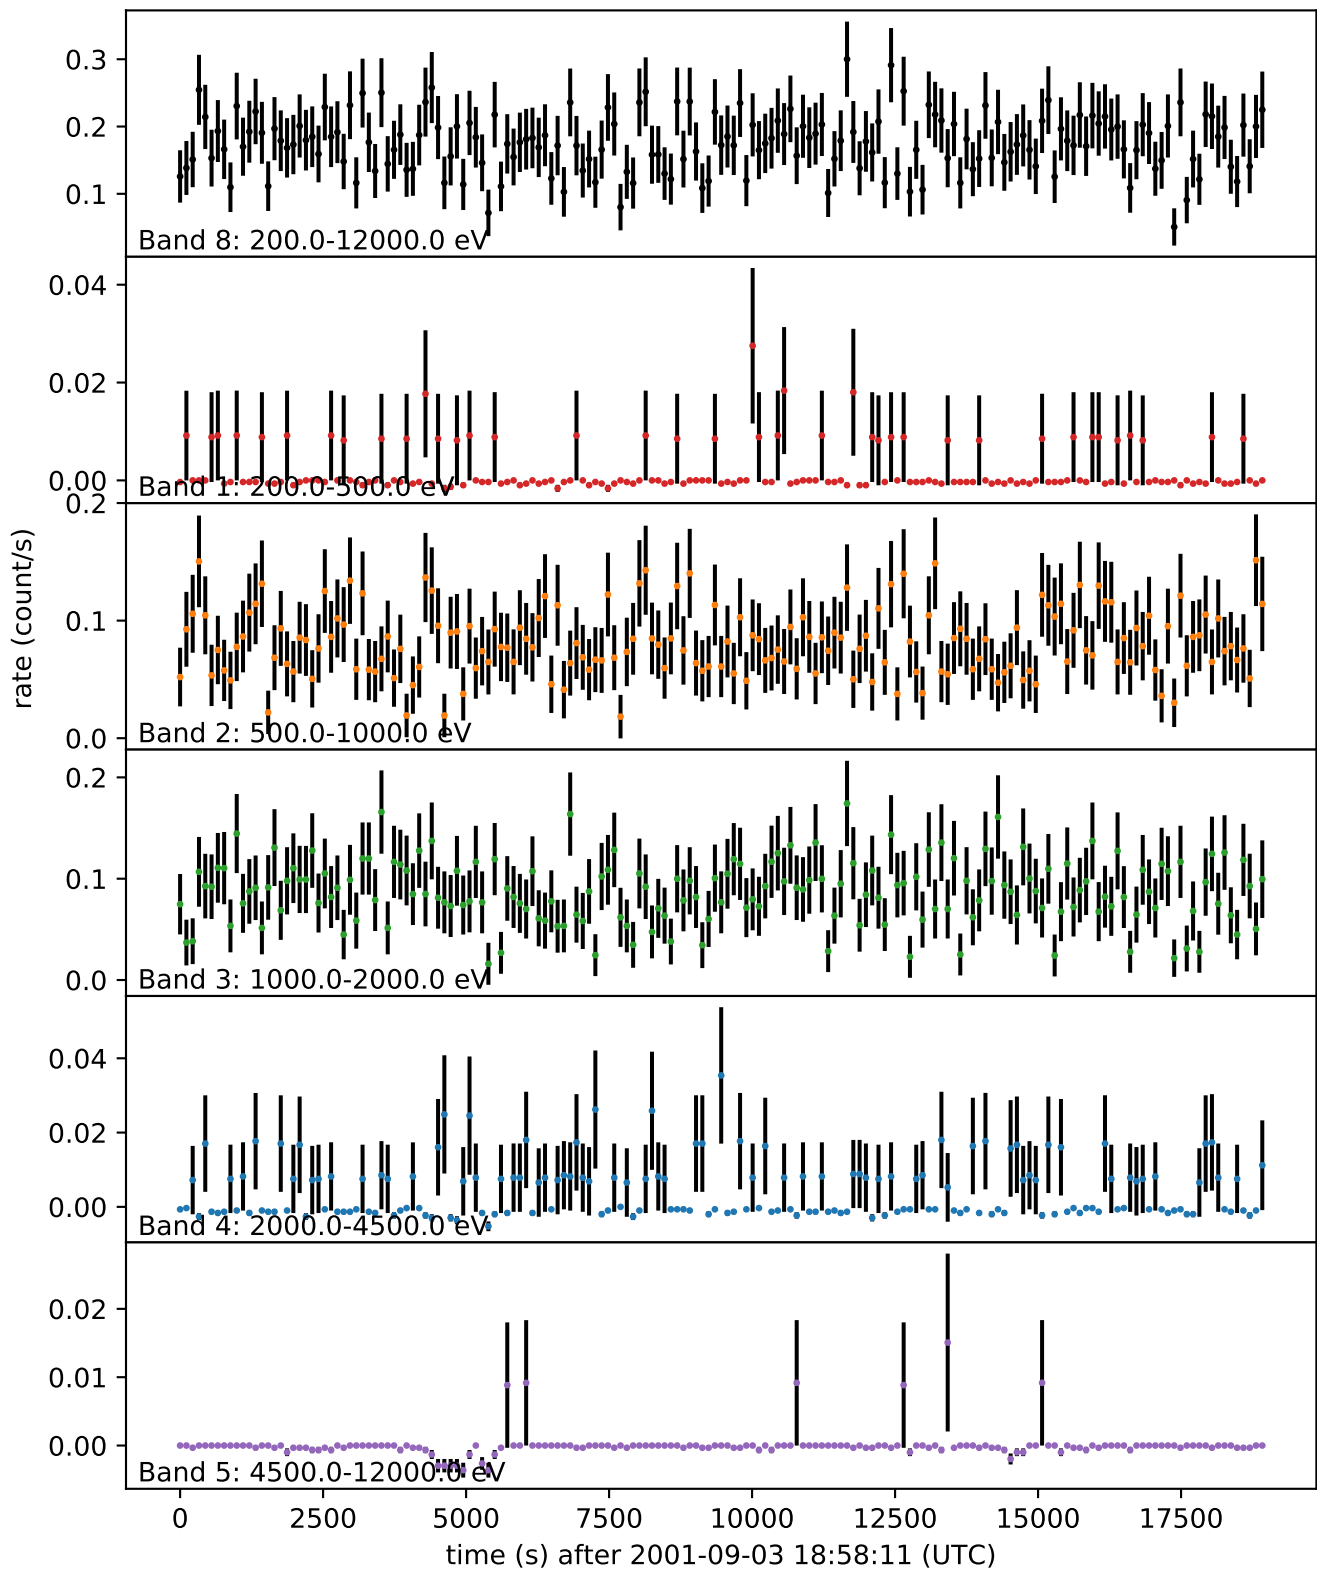 0.3
0.2
0.1
Band 8: 200.0-12000.0 eV
0.04
0.02
0.00
Band 1: 200.0-500.0 eV
0.2
0.1
0.0
Band 2: 500.0-1000.0 eV
rate (count/s)
0.2
0.1
0.0
Band 3: 1000.0-2000.0 eV
0.04
0.02
0.00
Band 4: 2000.0-4500.0 eV
0.02
0.01
0.00
Band 5: 4500.0-12000.0 eV
0 2500 5000 7500 10000 12500 15000 17500
time (s) after 2001-09-03 18:58:11 (UTC)